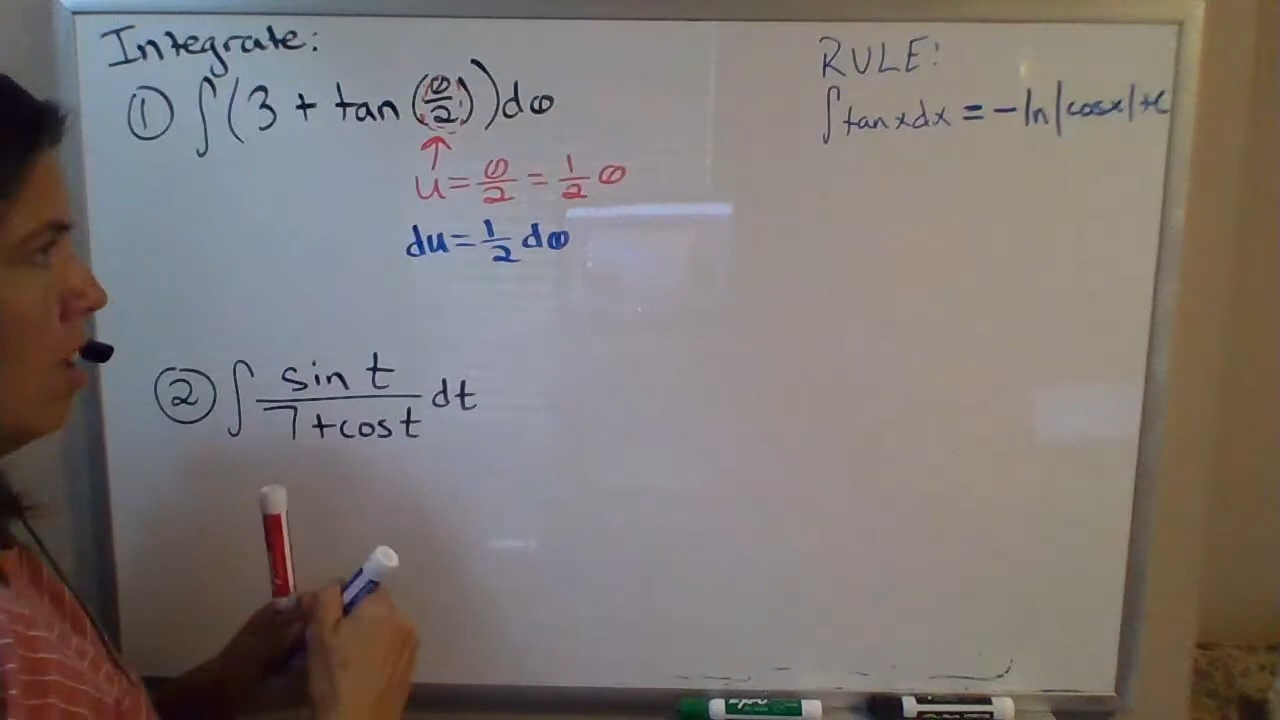 Integrate:
① ∫(3 + tan(θ/2))dθ
u = θ/2 = 1/2 θ
du = 1/2 dθ
② ∫ sin t / 7+cos t dt
RULE:
∫tan x dx = -ln|cos x|+c
expo